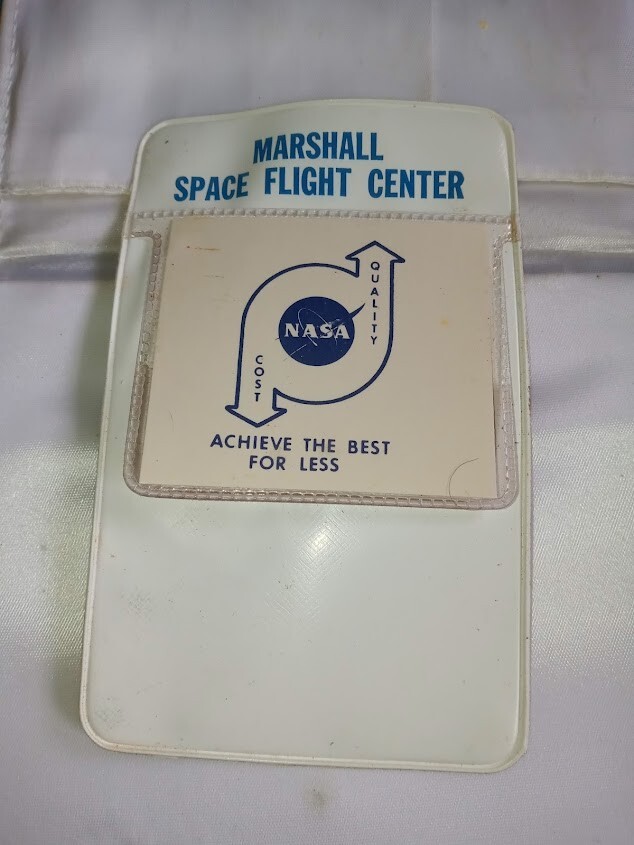 MARSHALL
SPACE FLIGHT CENTER
QUALITY
NASA
COST
ACHIEVE THE BEST
FOR LESS